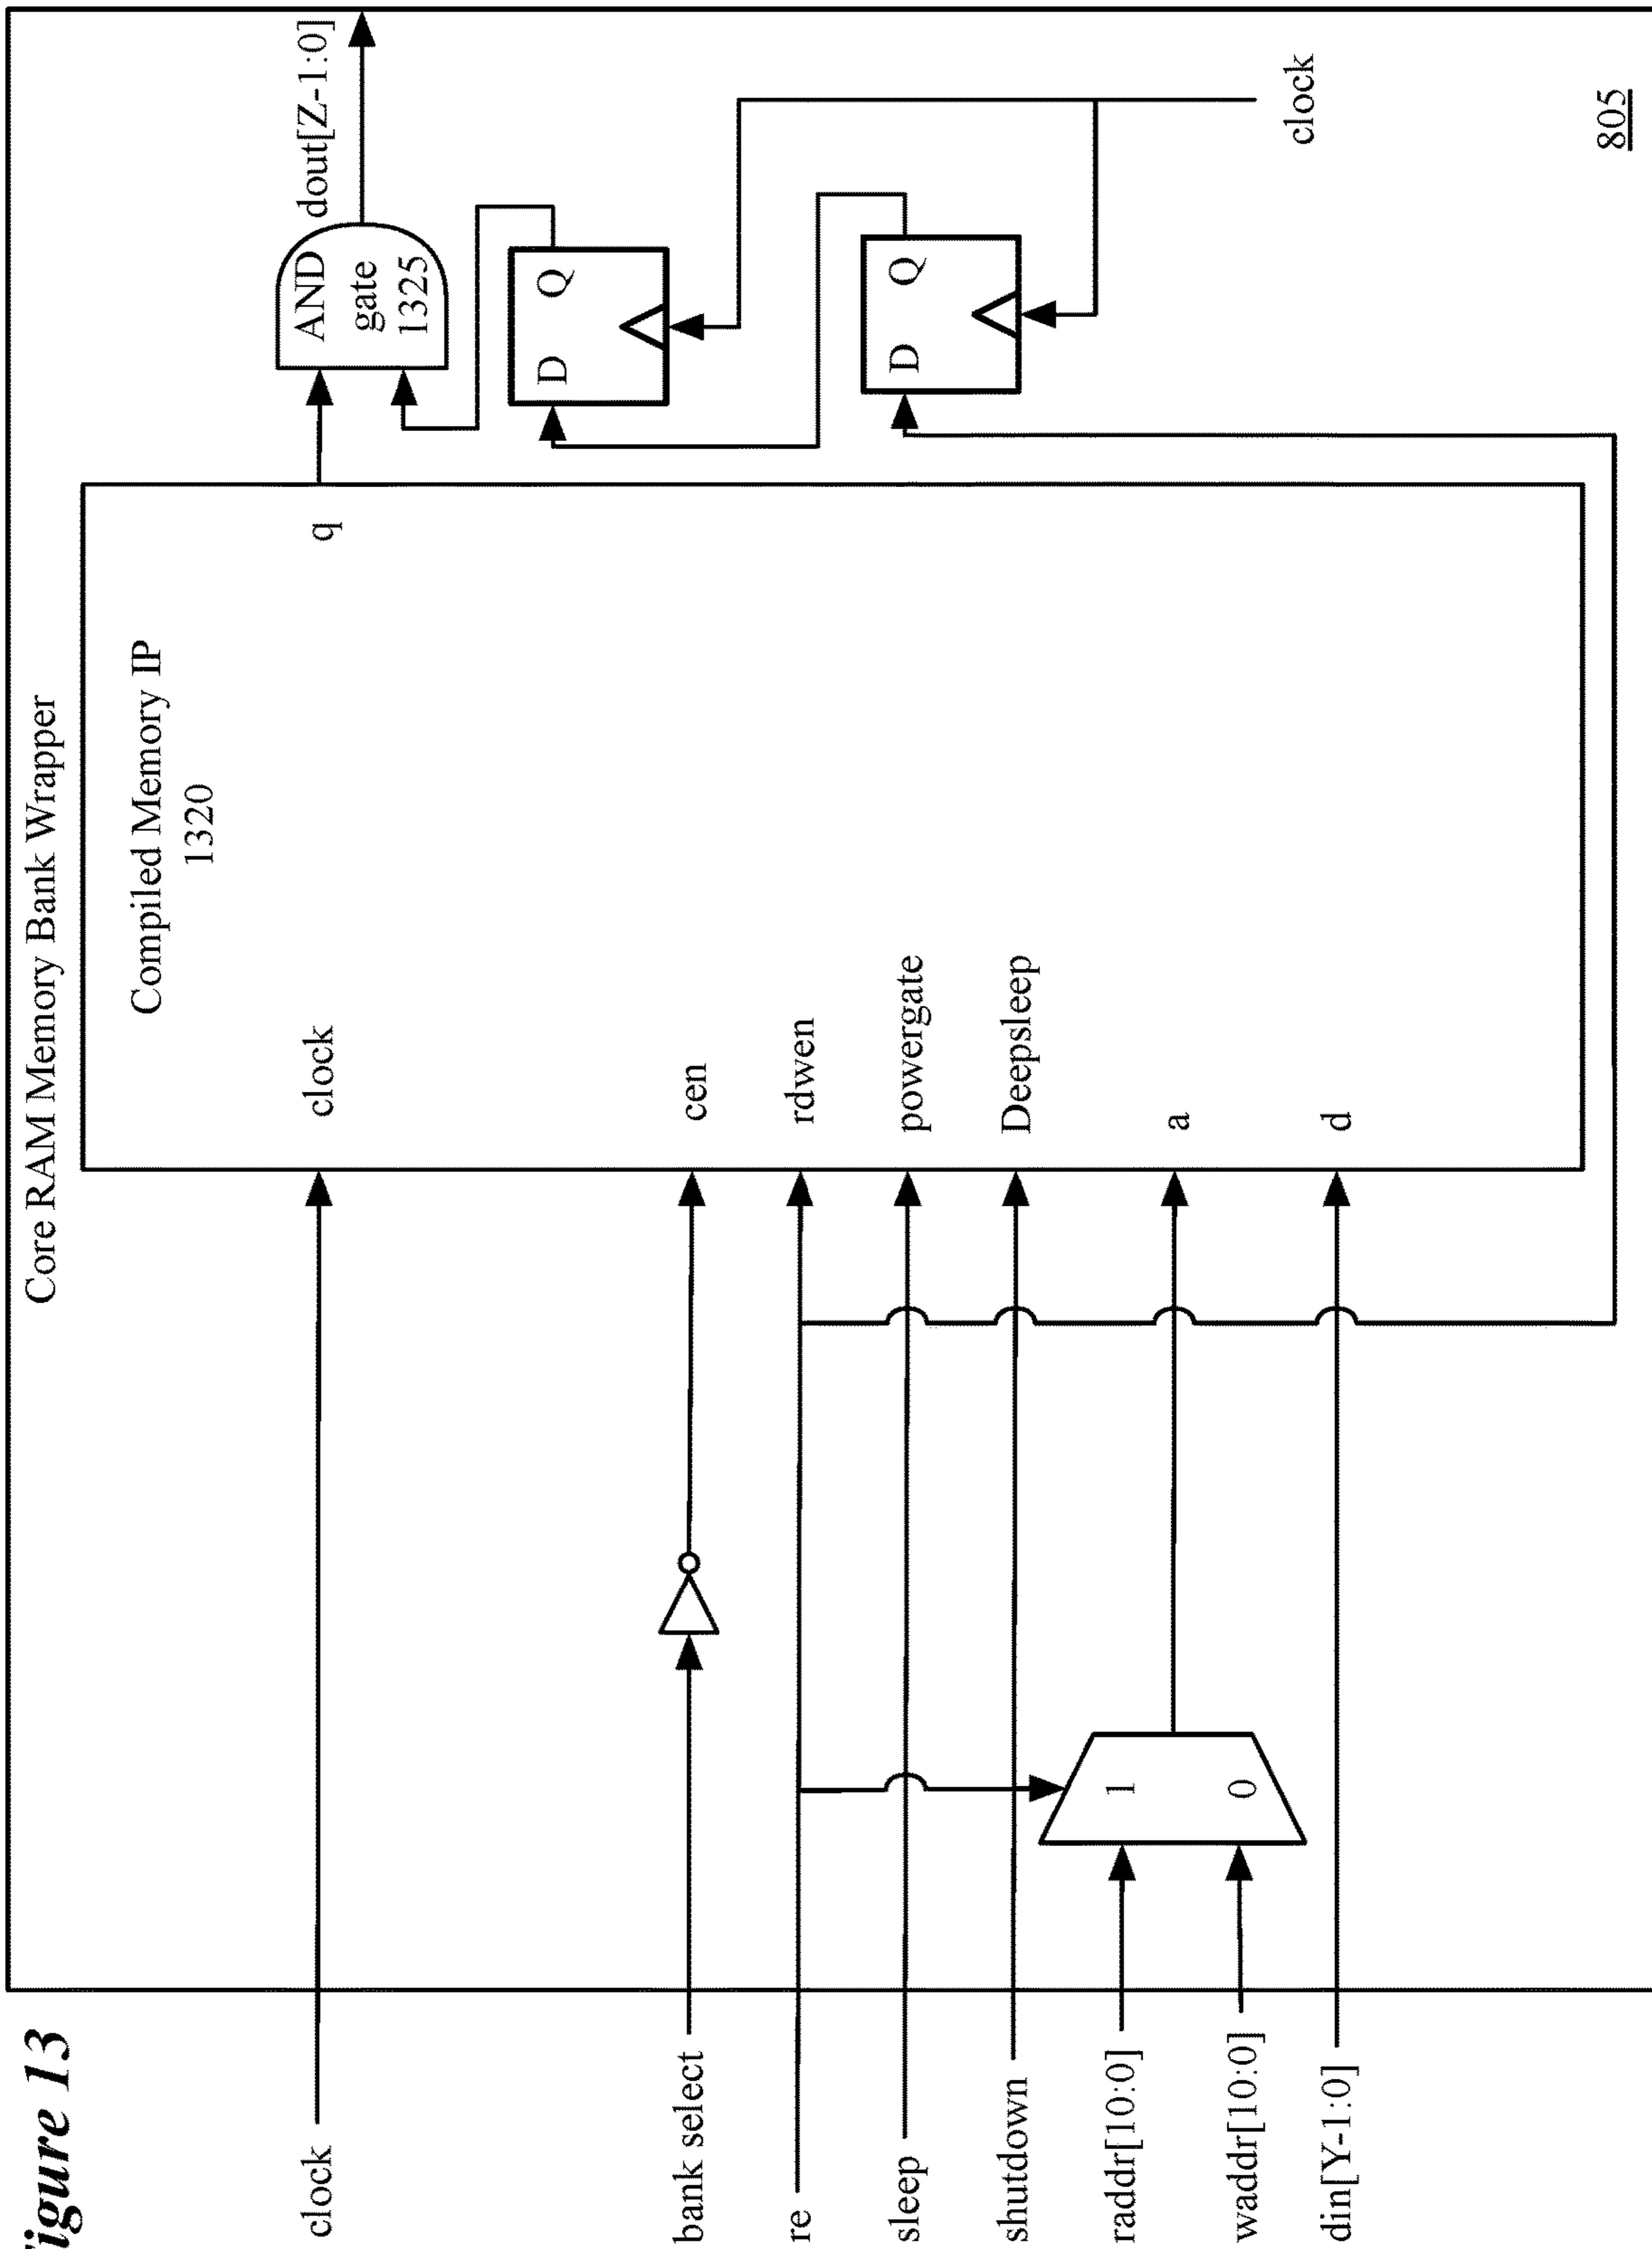 Figure 13
Core RAM Memory Bank Wrapper
Compiled Memory IP
1320
clock
clock
q
AND
gate
1325
dout[Z-1:0]
D
Q
bank select
cen
re
rdwen
sleep
powergate
D
Q
shutdown
Deepsleep
raddr[10:0]
1
a
waddr[10:0]
0
din[Y-1:0]
d
clock
805